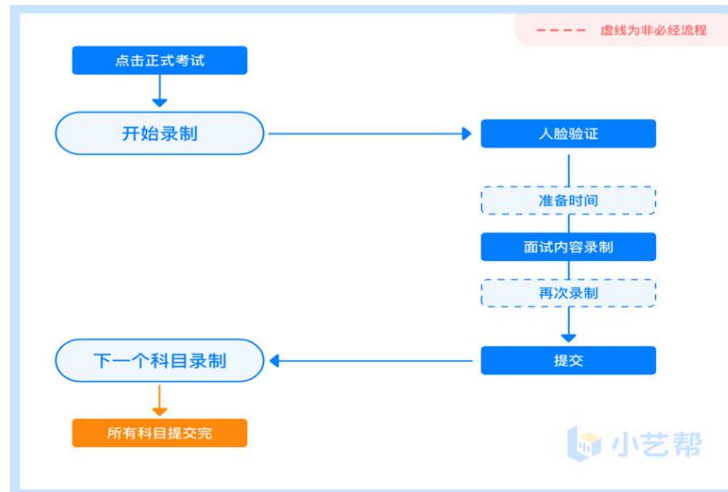 ---- 虚线为非必经流程
点击正式考试
开始录制
人脸验证
准备时间
面试内容录制
再次录制
提交
下一个科目录制
所有科目提交完
小艺帮